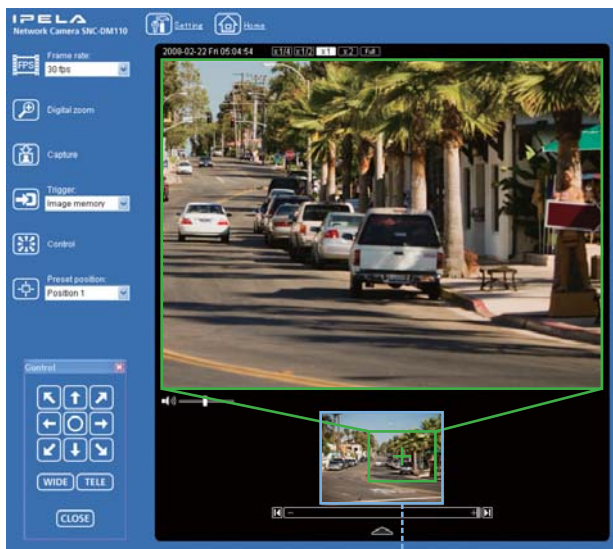 IPELA
Network Camera SNC-DM110
Setting
Home
2008-02-22 Fri 05:04:54
x1/4 x1/2 x1 x2 Full
Frame rate:
FPS
30 fps
Digital zoom
Capture
Trigger:
Image memory
Control
Preset position:
Position 1
Control
WIDE TELE
CLOSE